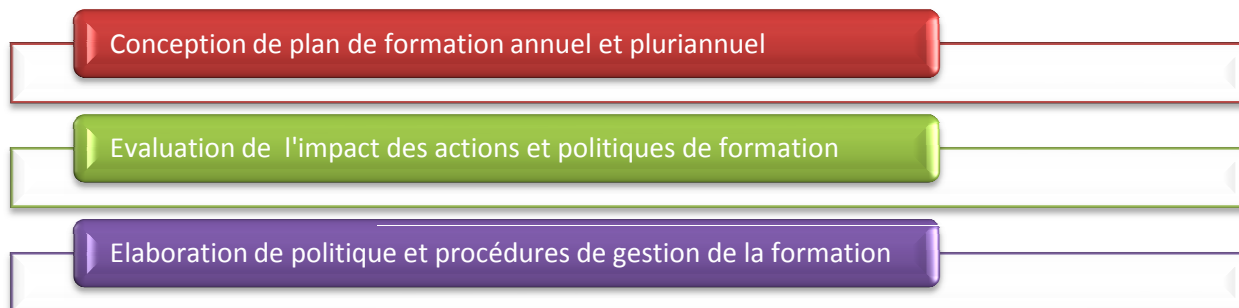 Conception de plan de formation annuel et pluriannuel
Evaluation de  l'impact des actions et politiques de formation
Elaboration de politique et procédures de gestion de la formation